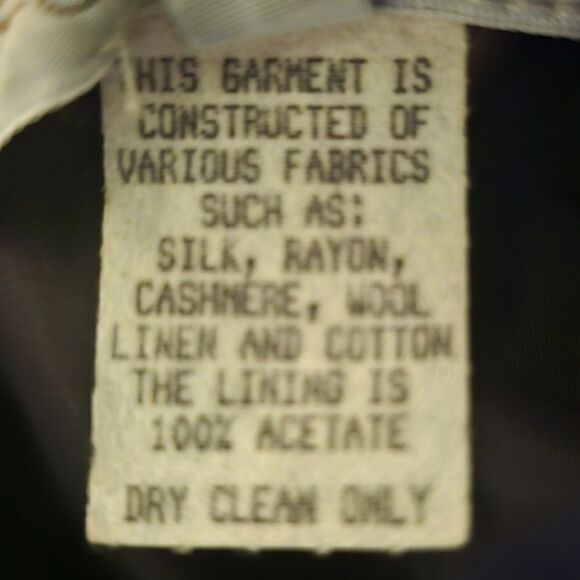 THIS GARMENT IS
CONSTRUCTED OF
VARIOUS FABRICS
SUCH AS:
SILK, RAYON,
CASHMERE, WOOL
LINEN AND COTTON
THE LINING IS
100% ACETATE
DRY CLEAN ONLY